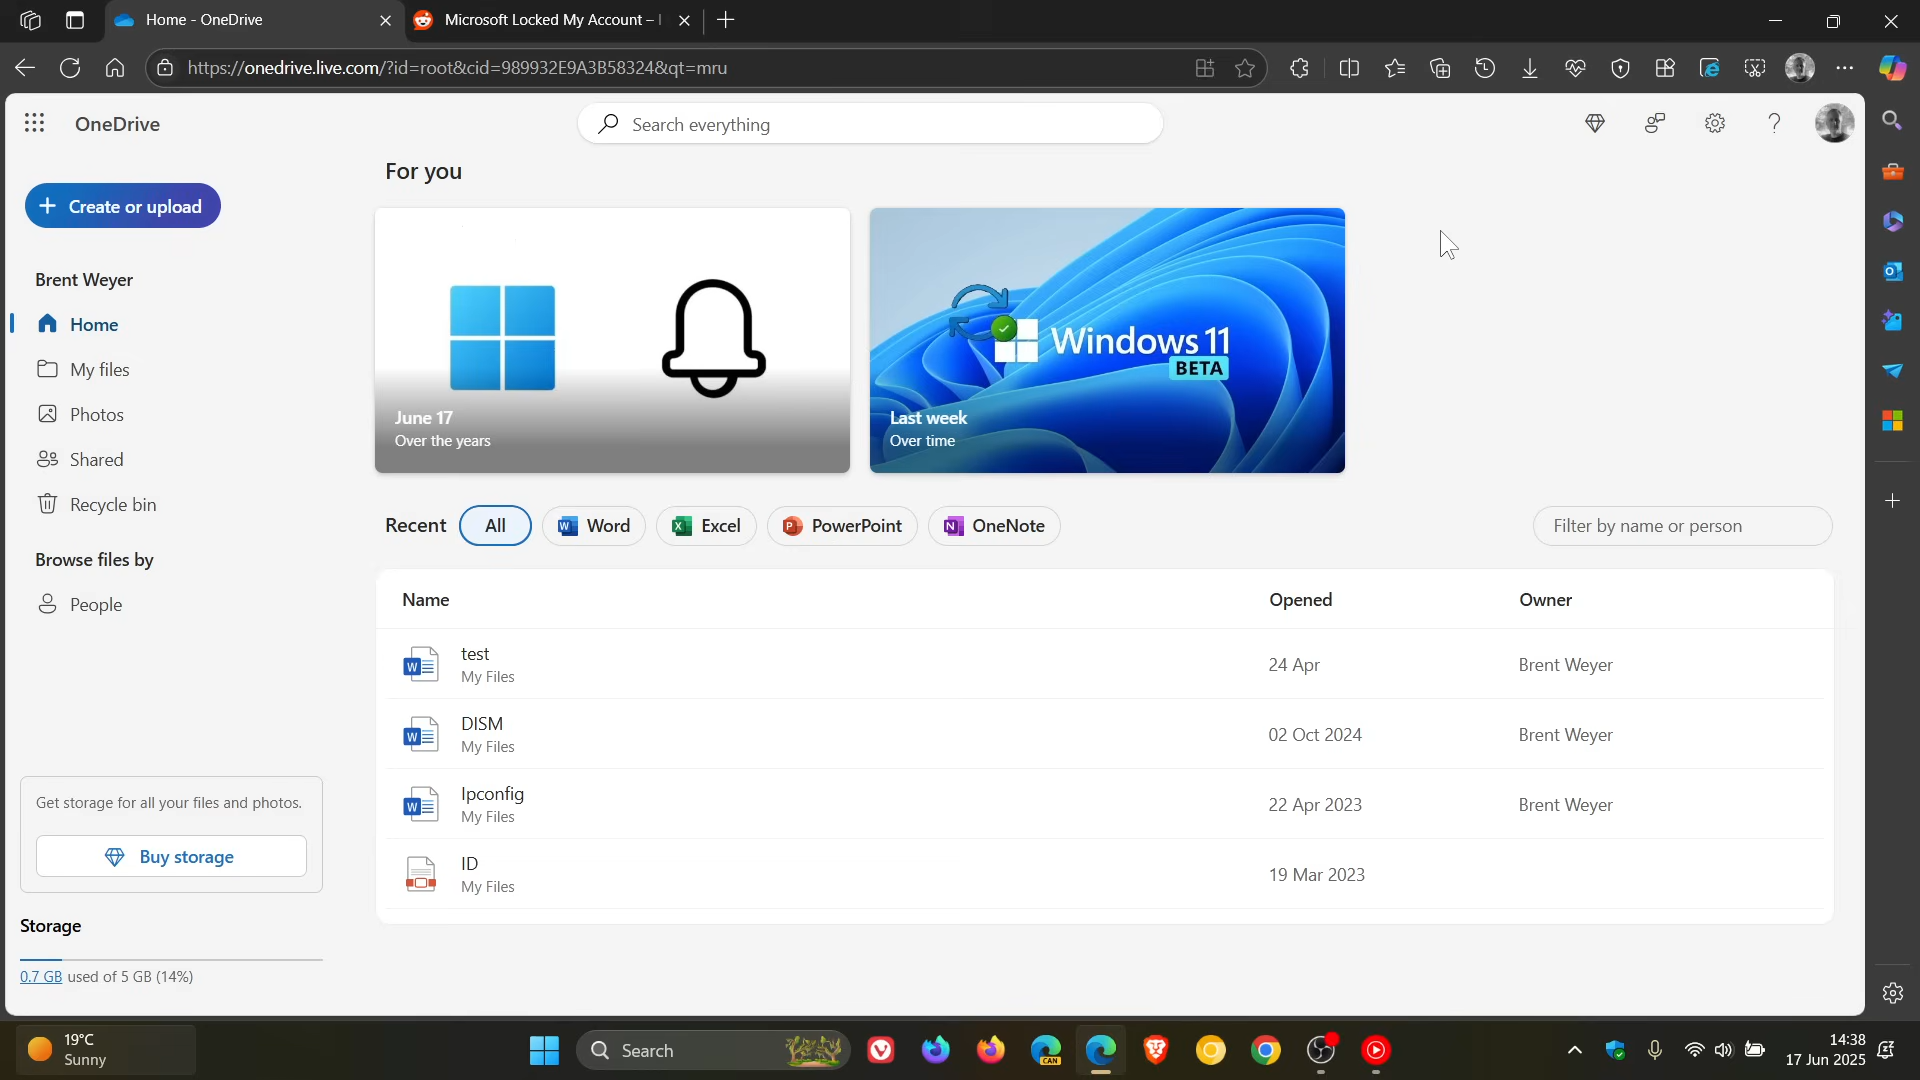 Home - OneDrive
Microsoft Locked My Account –
https://onedrive.live.com/?id=root&cid=989932E9A3B58324&qt=mru
OneDrive
Search everything
Create or upload
Brent Weyer
Home
My files
Photos
Shared
Recycle bin
Browse files by
People
Get storage for all your files and photos.
Buy storage
Storage
0.7 GB used of 5 GB (14%)
For you
June 17
Over the years
Windows 11
BETA
Last week
Over time
Recent
All
Word
Excel
PowerPoint
OneNote
Filter by name or person
Name
Opened
Owner
test
My Files
24 Apr
Brent Weyer
DISM
My Files
02 Oct 2024
Brent Weyer
Ipconfig
My Files
22 Apr 2023
Brent Weyer
ID
My Files
19 Mar 2023
19°C
Sunny
Search
CAN
14:38
17 Jun 2025